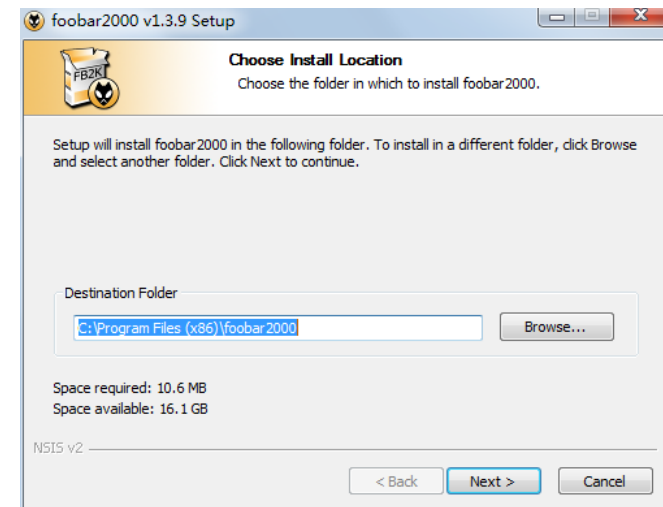 foobar2000 v1.3.9 Setup
FB2K
Choose Install Location
Choose the folder in which to install foobar2000.
Setup will install foobar2000 in the following folder. To install in a different folder, click Browse
and select another folder. Click Next to continue.
Destination Folder
C:\Program Files (x86)\foobar2000
Browse...
Space required: 10.6 MB
Space available: 16.1 GB
NSIS v2
< Back
Next >
Cancel